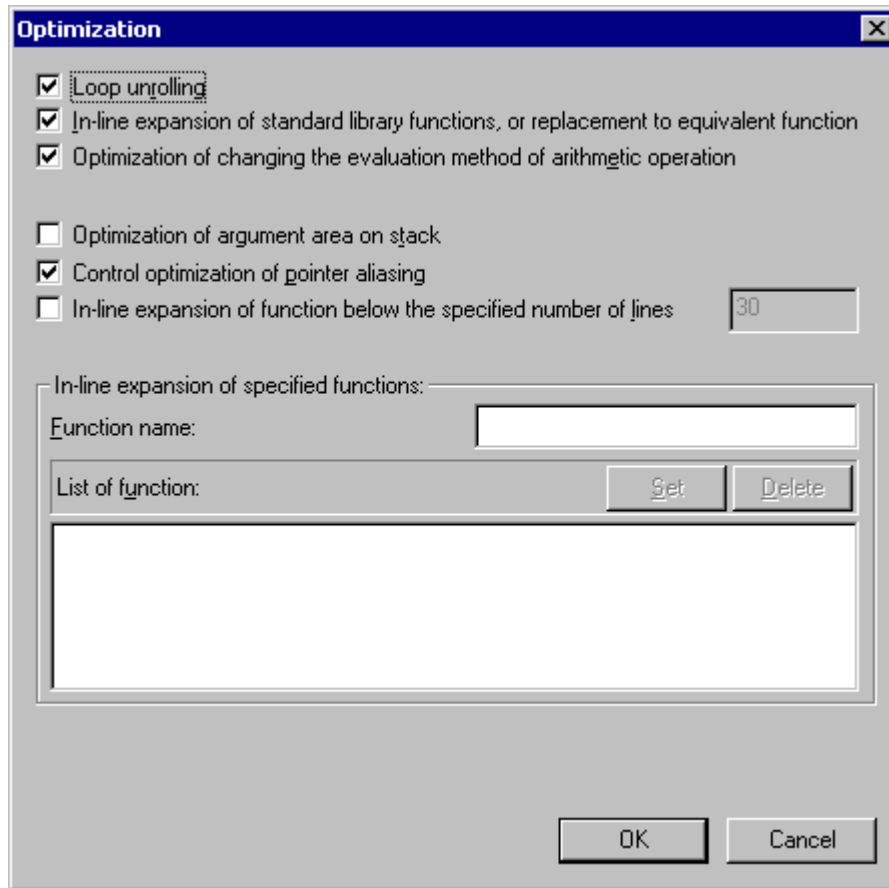 Optimization
Loop unrolling
In-line expansion of standard library functions, or replacement to equivalent function
Optimization of changing the evaluation method of arithmetic operation
Optimization of argument area on stack
Control optimization of pointer aliasing
In-line expansion of function below the specified number of lines 30
In-line expansion of specified functions:
Function name:
List of function: Set Delete
OK Cancel